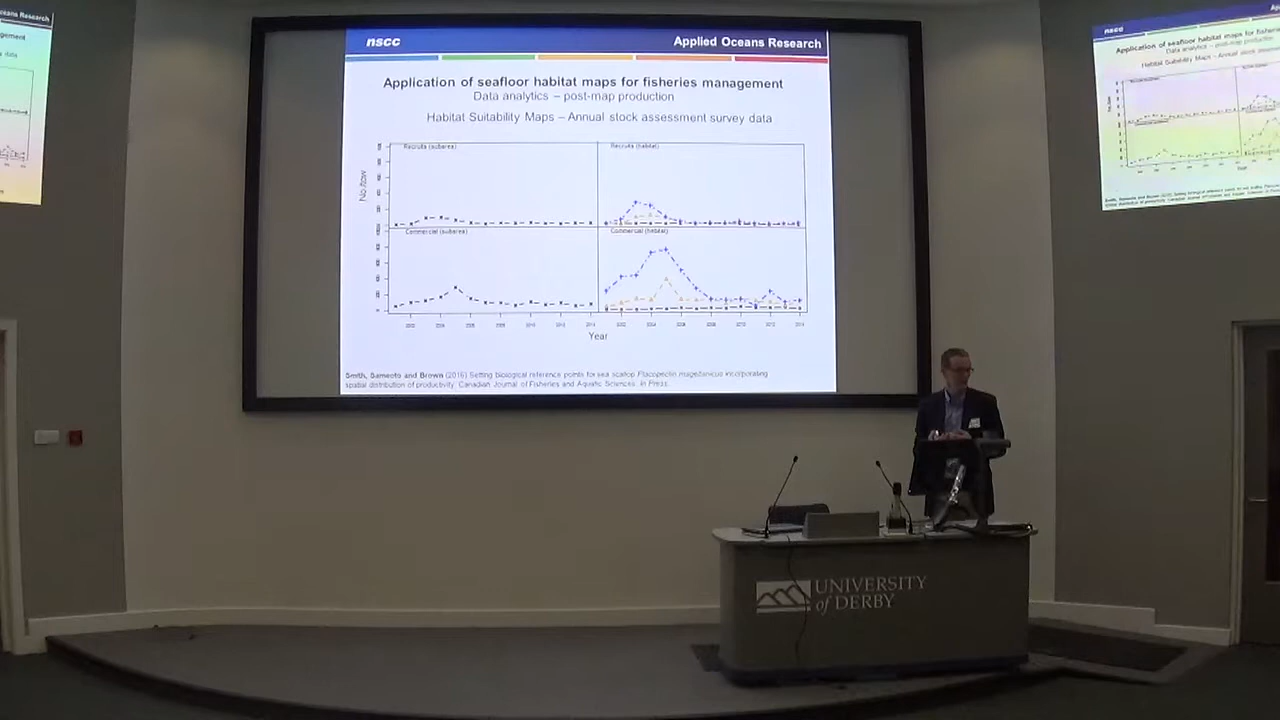 nscc
Applied Oceans Research
Application of seafloor habitat maps for fisheries management
Data analytics – post-map production
Habitat Suitability Maps – Annual stock assessment survey data
Recruits (subarea)
Recruits (habitat)
No./tow
Commercial (subarea)
Commercial (habitat)
Year
Smith, Sameoto and Brown (2016) Setting biological reference points for sea scallop Placopectin magellanicus incorporating
spatial distribution of productivity. Canadian Journal of Fisheries and Aquatic Sciences. In Press.
UNIVERSITY
of DERBY